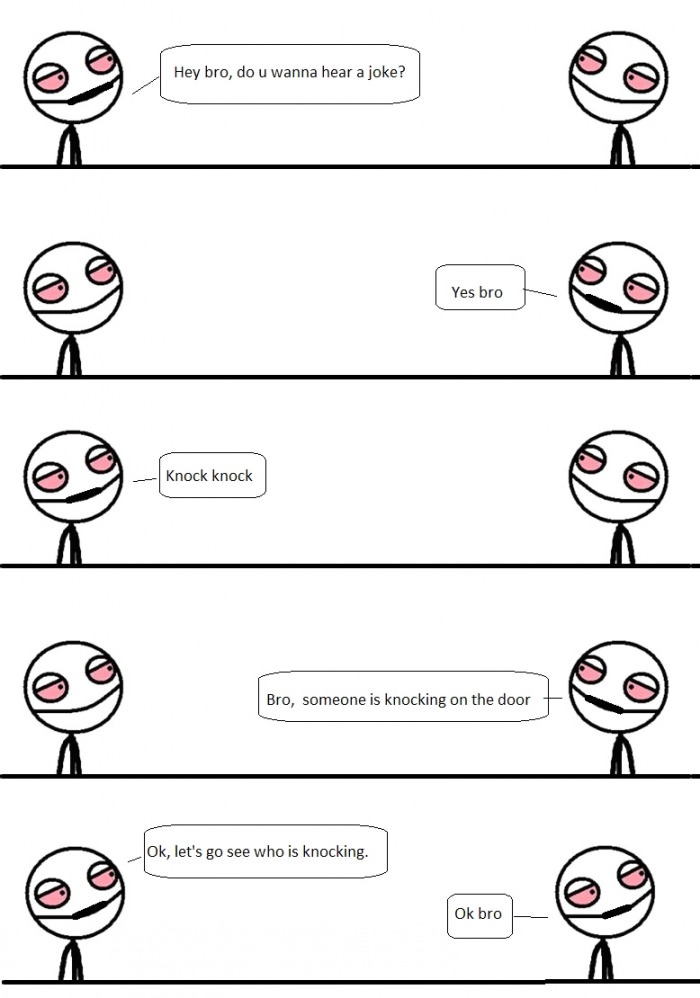 Hey bro, do u wanna hear a joke?
Yes bro
Knock knock
Bro, someone is knocking on the door
Ok, let's go see who is knocking.
Ok bro